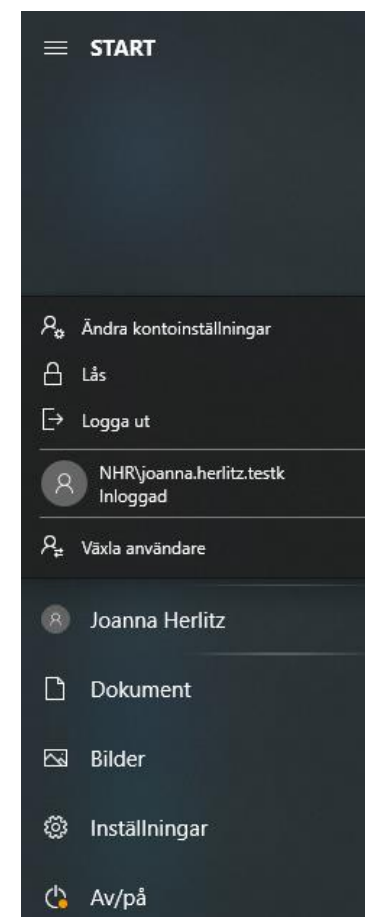 START
Ändra kontoinställningar
Lås
Logga ut
NHR\joanna.herlitz.testk
Inloggad
Växla användare
Joanna Herlitz
Dokument
Bilder
Inställningar
Av/på